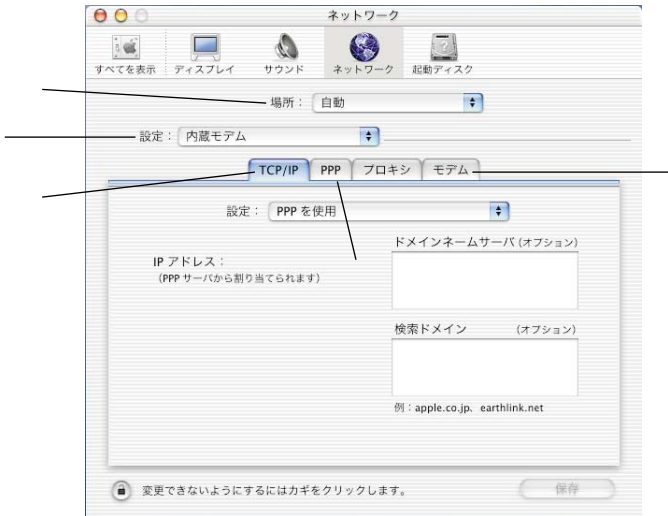 ネットワーク
すべてを表示 ディスプレイ サウンド ネットワーク 起動ディスク
場所： 自動
設定： 内蔵モデム
TCP/IP PPP プロキシ モデム
設定： PPP を使用
ドメインネームサーバ (オプション)
IP アドレス：
（PPP サーバから割り当てられます）
検索ドメイン (オプション)
例：apple.co.jp、earthlink.net
変更できないようにするにはカギをクリックします。
保存